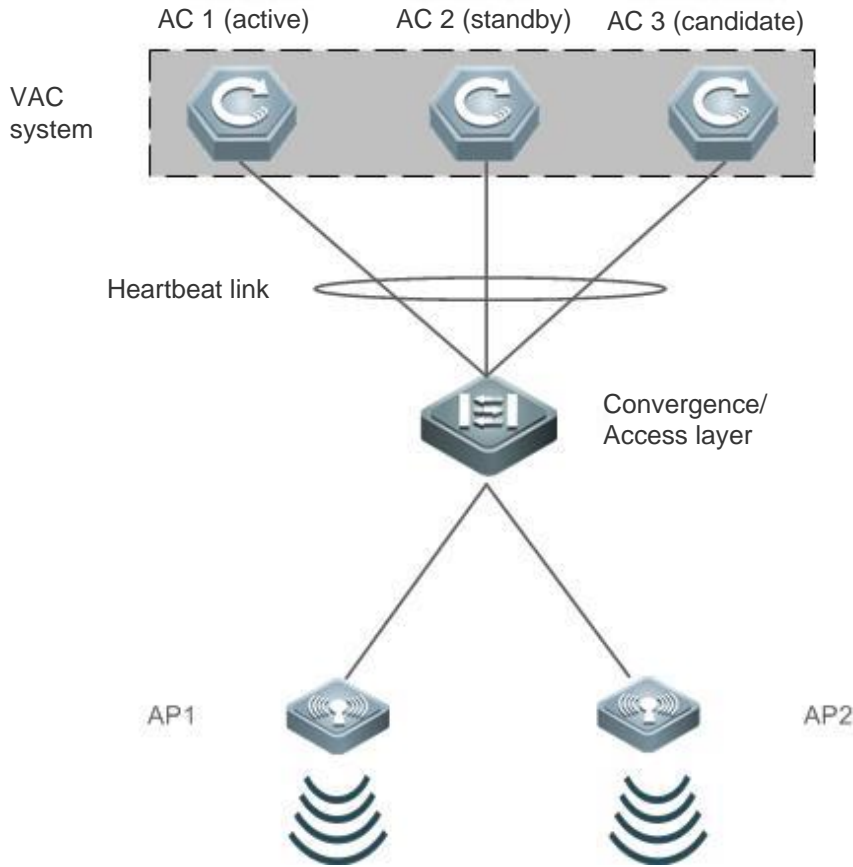 AC 1 (active)
AC 2 (standby)
AC 3 (candidate)
VAC
system
Heartbeat link
Convergence/
Access layer
AP1
AP2